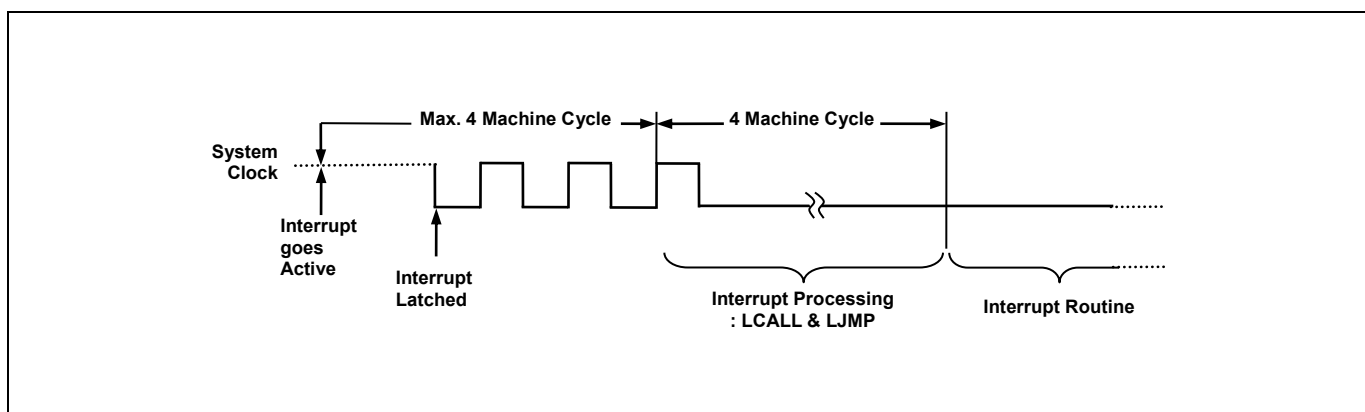 Max. 4 Machine Cycle
4 Machine Cycle
System
Clock
Interrupt
goes
Active
Interrupt
Latched
Interrupt Processing
: LCALL & LJMP
Interrupt Routine